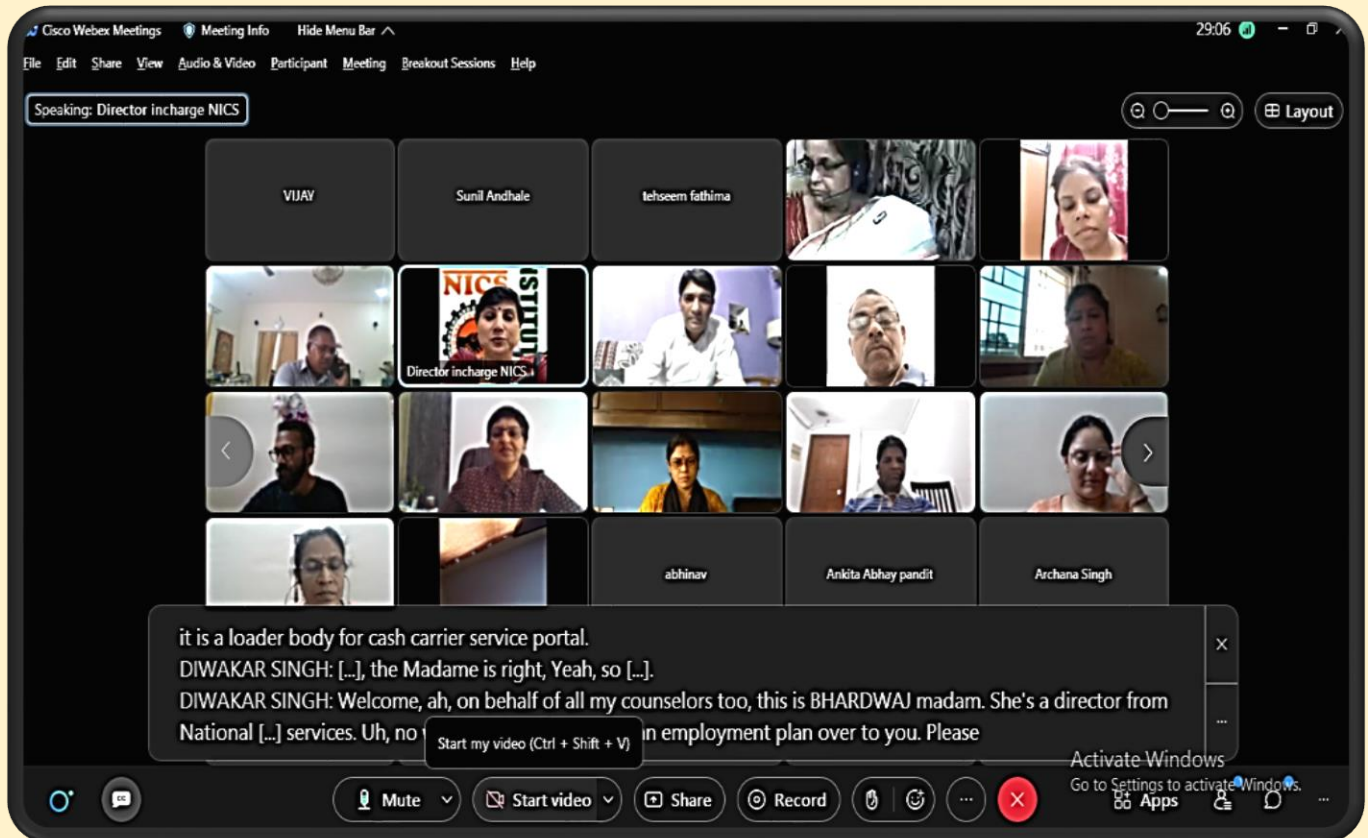 Cisco Webex Meetings Meeting Info Hide Menu Bar
29:06
File Edit Share View Audio & Video Participant Meeting Breakout Sessions Help
Speaking: Director incharge NICS
Layout
VIJAY
Sunil Andhale
tehseem fathima
NICS
Director incharge NICS
abhinav
Ankita Abhay pandit
Archana Singh
it is a loader body for cash carrier service portal.
DIWAKAR SINGH: [...], the Madame is right, Yeah, so [...].
DIWAKAR SINGH: Welcome, ah, on behalf of all my counselors too, this is BHARDWAJ madam. She's a director from
National [...] services. Uh, no employment plan over to you. Please
Start my video (Ctrl + Shift + V)
Activate Windows
Go to Settings to activate Windows.
CC
Mute
Start video
Share
Record
Apps